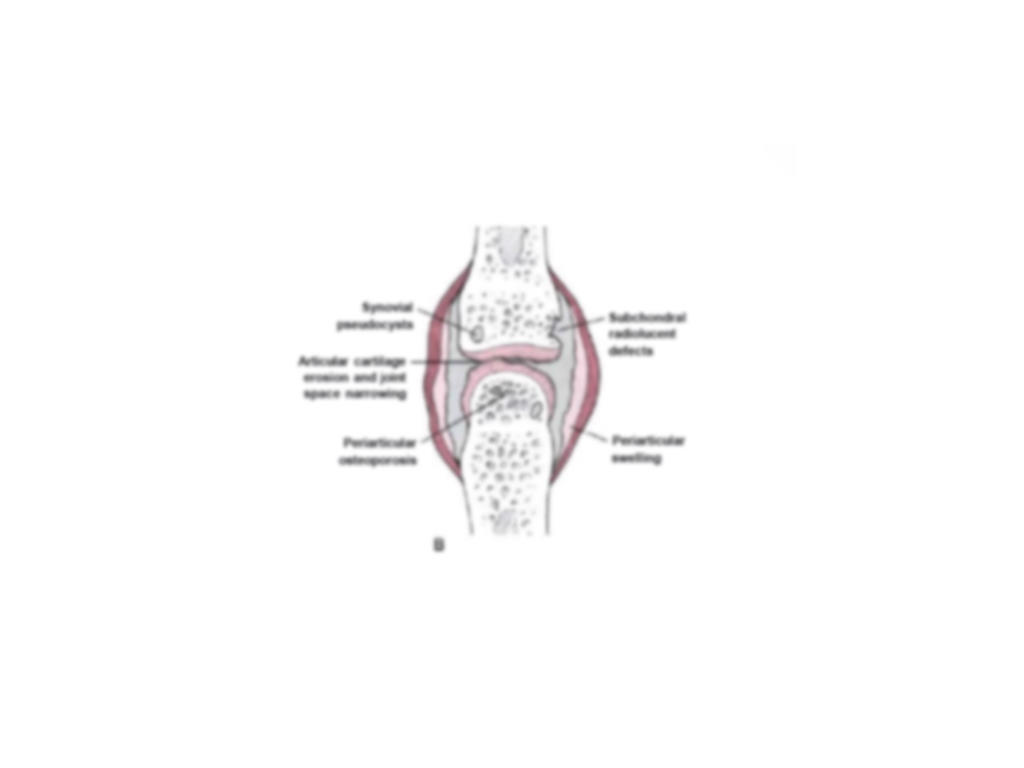 Synovial
pseudocysts
Articular cartilage
erosion and joint
space narrowing
Periarticular
osteoporosis
Subchondral
radiolucent
defects
Periarticular
swelling
B